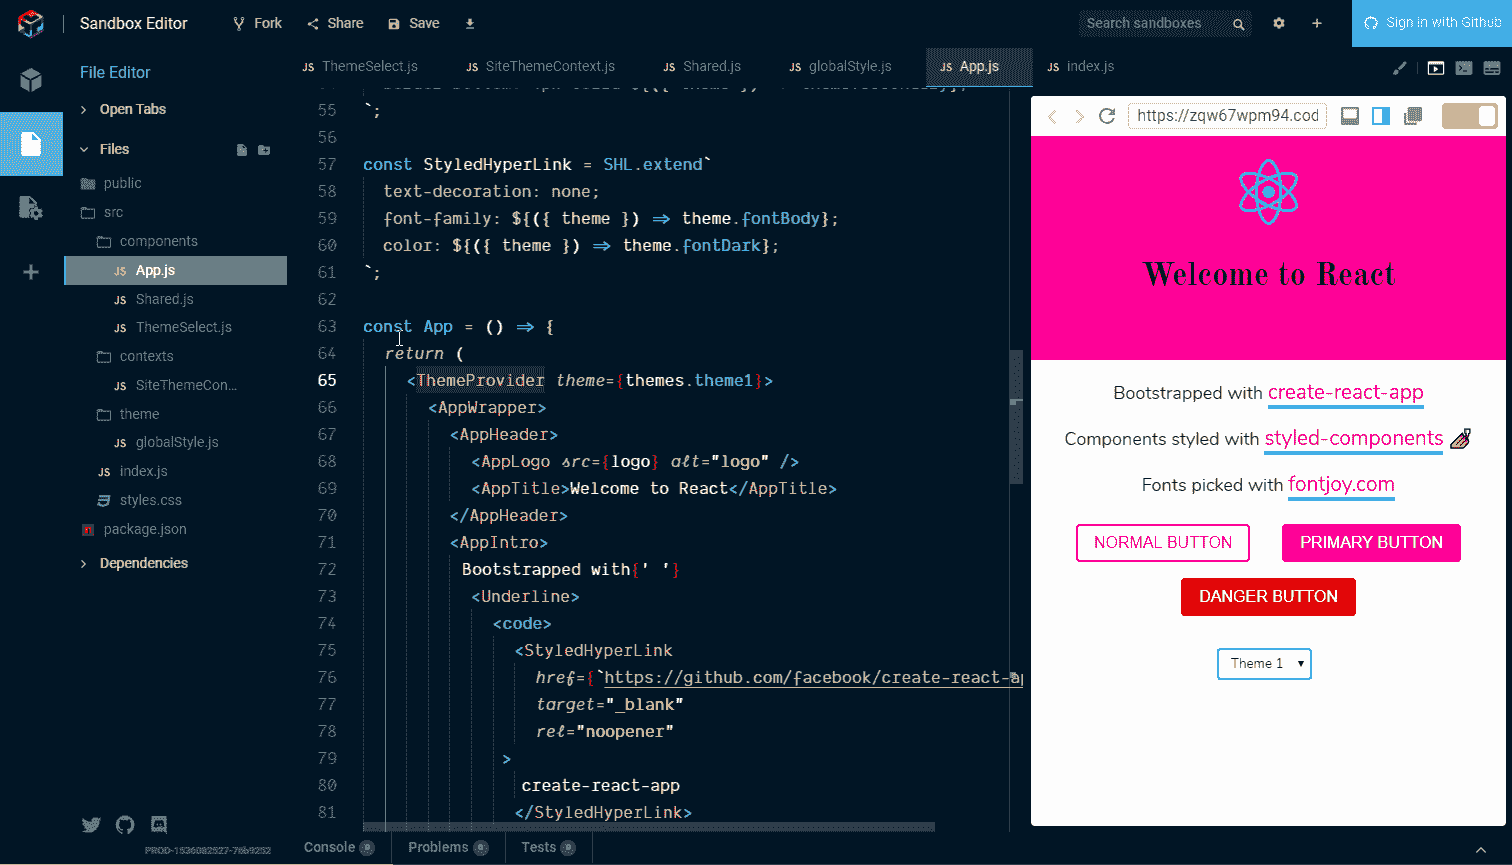 Sandbox Editor
Fork
Share
Save
Search sandboxes
Sign in with Github
File Editor
Open Tabs
Files
public
src
components
JS App.js
JS Shared.js
JS ThemeSelect.js
contexts
JS SiteThemeCon...
theme
JS globalStyle.js
JS index.js
styles.css
package.json
Dependencies
PROD-1536082527-76b9252
JS ThemeSelect.js
JS SiteThemeContext.js
JS Shared.js
JS globalStyle.js
JS App.js
JS index.js
55 `;
56
57 const StyledHyperLink = SHL.extend`
58 text-decoration: none;
59 font-family: ${({ theme }) => theme.fontBody};
60 color: ${({ theme }) => theme.fontDark};
61 `;
62
63 const App = () => {
64 return (
65 <ThemeProvider theme={themes.theme1}>
66 <AppWrapper>
67 <AppHeader>
68 <AppLogo src={logo} alt="logo" />
69 <AppTitle>Welcome to React</AppTitle>
70 </AppHeader>
71 <AppIntro>
72 Bootstrapped with{' '}
73 <Underline>
74 <code>
75 <StyledHyperLink
76 href={`https://github.com/facebook/create-react-ap
77 target="_blank"
78 rel="noopener"
79 >
80 create-react-app
81 </StyledHyperLink>
Console 0
Problems 0
Tests 0
https://zqw67wpm94.cod
Welcome to React
Bootstrapped with create-react-app
Components styled with styled-components
Fonts picked with fontjoy.com
NORMAL BUTTON
PRIMARY BUTTON
DANGER BUTTON
Theme 1